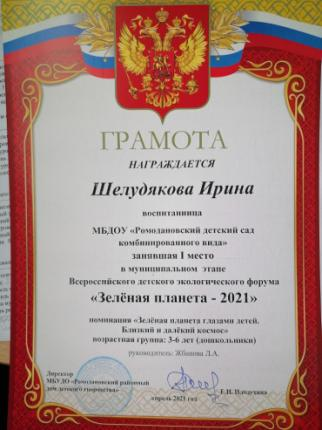 ГРАМОТА
НАГРАЖДАЕТСЯ
Шелудякова Ирина
воспитанница
МБДОУ «Ромодановский детский сад
комбинированного вида»
занявшая I место
в муниципальном этапе
Всероссийского детского экологического форума
«Зелёная планета - 2021»
номинация «Зелёная планета глазами детей.
Близкий и далёкий космос»
возрастная группа: 3-6 лет (дошкольники)
руководитель: Жбанова Л.А.
Директор
МБУДО «Ромодановский районный
дом детского творчества»
Е.Н.
апрель 2021 год